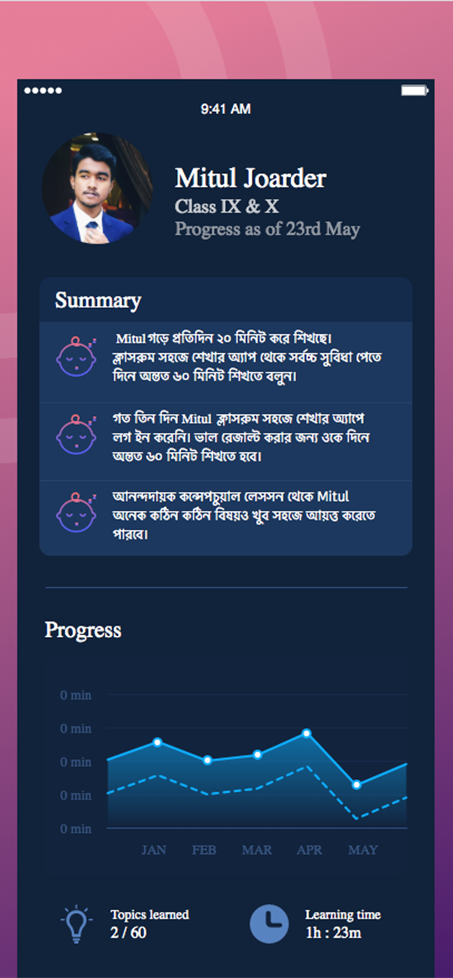 9:41 AM
Mitul Joarder
Class IX & X
Progress as of 23rd May
Summary
Mitul গড়ে প্রতিদিন ২০ মিনিট করে শিখছে।
ক্লাসরুম সহজে শেখার অ্যাপ থেকে সর্বচ্চ সুবিধা পেতে
দিনে অন্তত ৬০ মিনিট শিখতে বলুন।
গত তিন দিন Mitul ক্লাসরুম সহজে শেখার অ্যাপে
লগ ইন করেনি। ভাল রেজাল্ট করার জন্য ওকে দিনে
অন্তত ৬০ মিনিট শিখতে হবে।
আনন্দদায়ক কন্সেপচুয়াল লেসসন থেকে Mitul
অনেক কঠিন কঠিন বিষয়ও খুব সহজে আয়ত্ত করেতে
পারবে।
Progress
0 min
0 min
0 min
0 min
0 min
JAN FEB MAR APR MAY
Topics learned
2 / 60
Learning time
1h : 23m